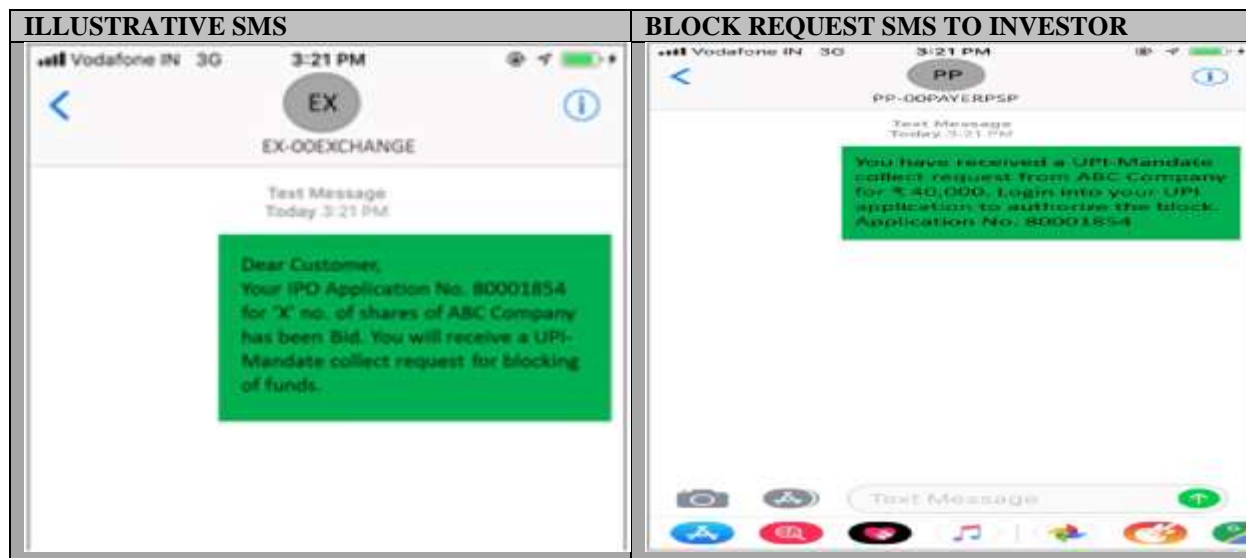 ILLUSTRATIVE SMS
Vodafone IN 3G 3:21 PM
EX
EX-00EXCHANGE
Text Message
Today 3:21 PM
Dear Customer,
Your IPO Application No. 80001854
for 'X' no. of shares of ABC Company
has been Bid. You will receive a UPI-
Mandate collect request for blocking
of funds.
BLOCK REQUEST SMS TO INVESTOR
Vodafone IN 3G 3:21 PM
PP
PP-00PAYERPSP
Text Message
Today 3:21 PM
You have received a UPI-Mandate
collect request from ABC Company
for ₹ 40,000. Login into your UPI
application to authorize the block.
Application No. 80001854
Text Message